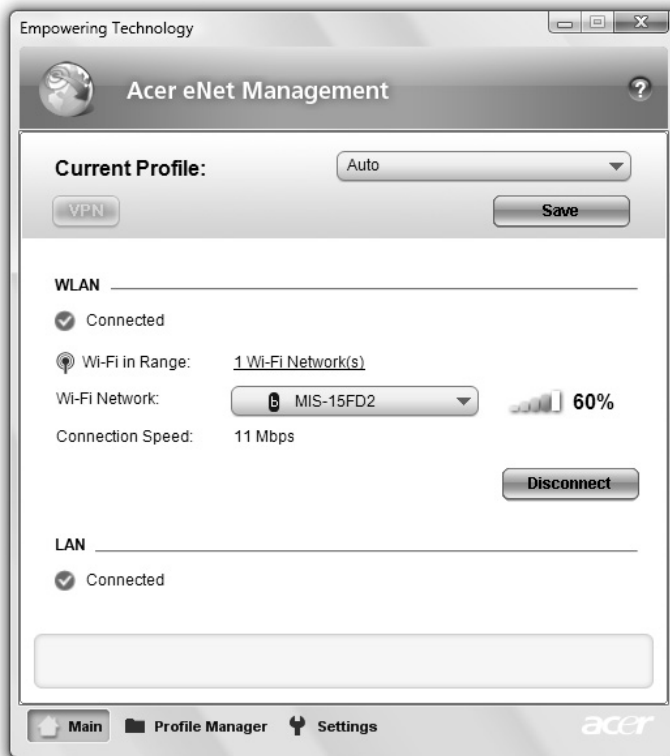 Empowering Technology
Acer eNet Management
?
Current Profile:
Auto
VPN
Save
WLAN
Connected
Wi-Fi in Range:
1 Wi-Fi Network(s)
Wi-Fi Network:
b MIS-15FD2
60%
Connection Speed:
11 Mbps
Disconnect
LAN
Connected
Main
Profile Manager
Settings
acer